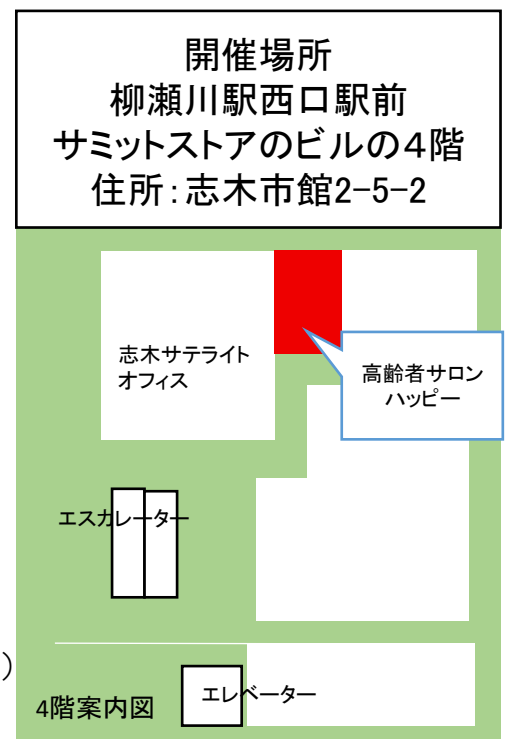 開催場所
柳瀬川駅西口駅前
サミットストアのビルの４階
住所：志木市館2-5-2
志木サテライト
オフィス
高齢者サロン
ハッピー
エスカレーター
）
4階案内図
エレベーター